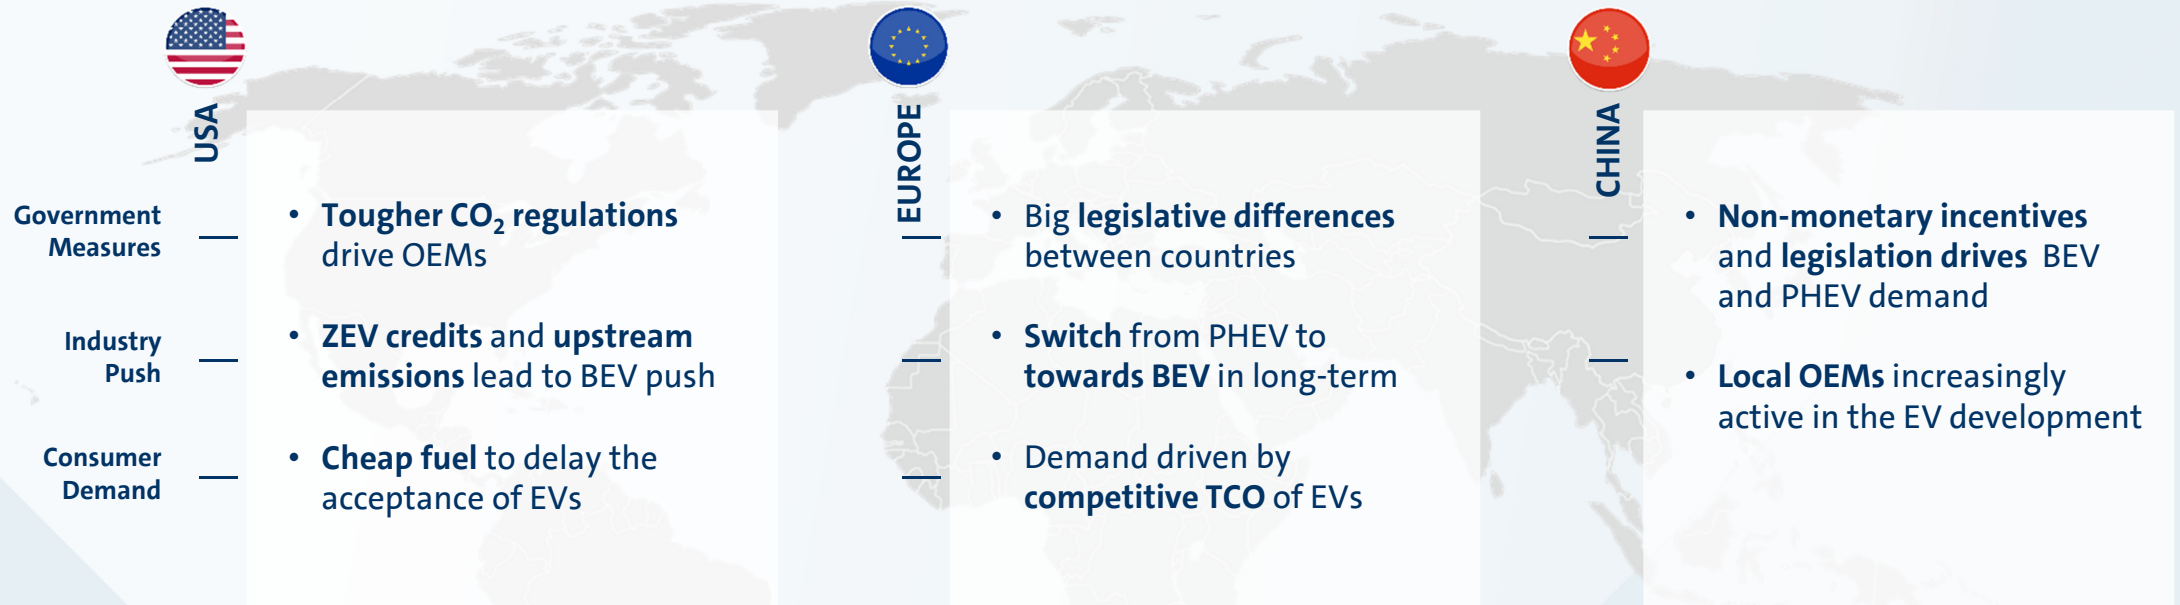 USA
EUROPE
CHINA
Government
Measures
Industry
Push
Consumer
Demand
• Tougher CO₂ regulations
drive OEMs
• ZEV credits and upstream
emissions lead to BEV push
• Cheap fuel to delay the
acceptance of EVs
• Big legislative differences
between countries
• Switch from PHEV to
towards BEV in long-term
• Demand driven by
competitive TCO of EVs
• Non-monetary incentives
and legislation drives BEV
and PHEV demand
• Local OEMs increasingly
active in the EV development